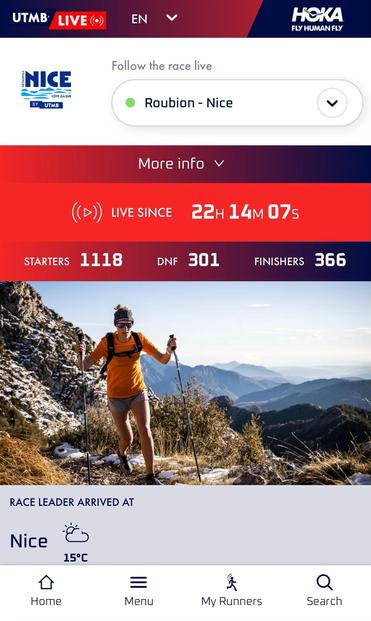 UTMB LIVE
EN
HOKA
FLY HUMAN FLY
Follow the race live
NICE
CÔTE D'AZUR
BY UTMB
Roubion - Nice
More info
LIVE SINCE 22H 14M 07S
STARTERS 1118 DNF 301 FINISHERS 366
RACE LEADER ARRIVED AT
Nice
15°C
Home Menu My Runners Search